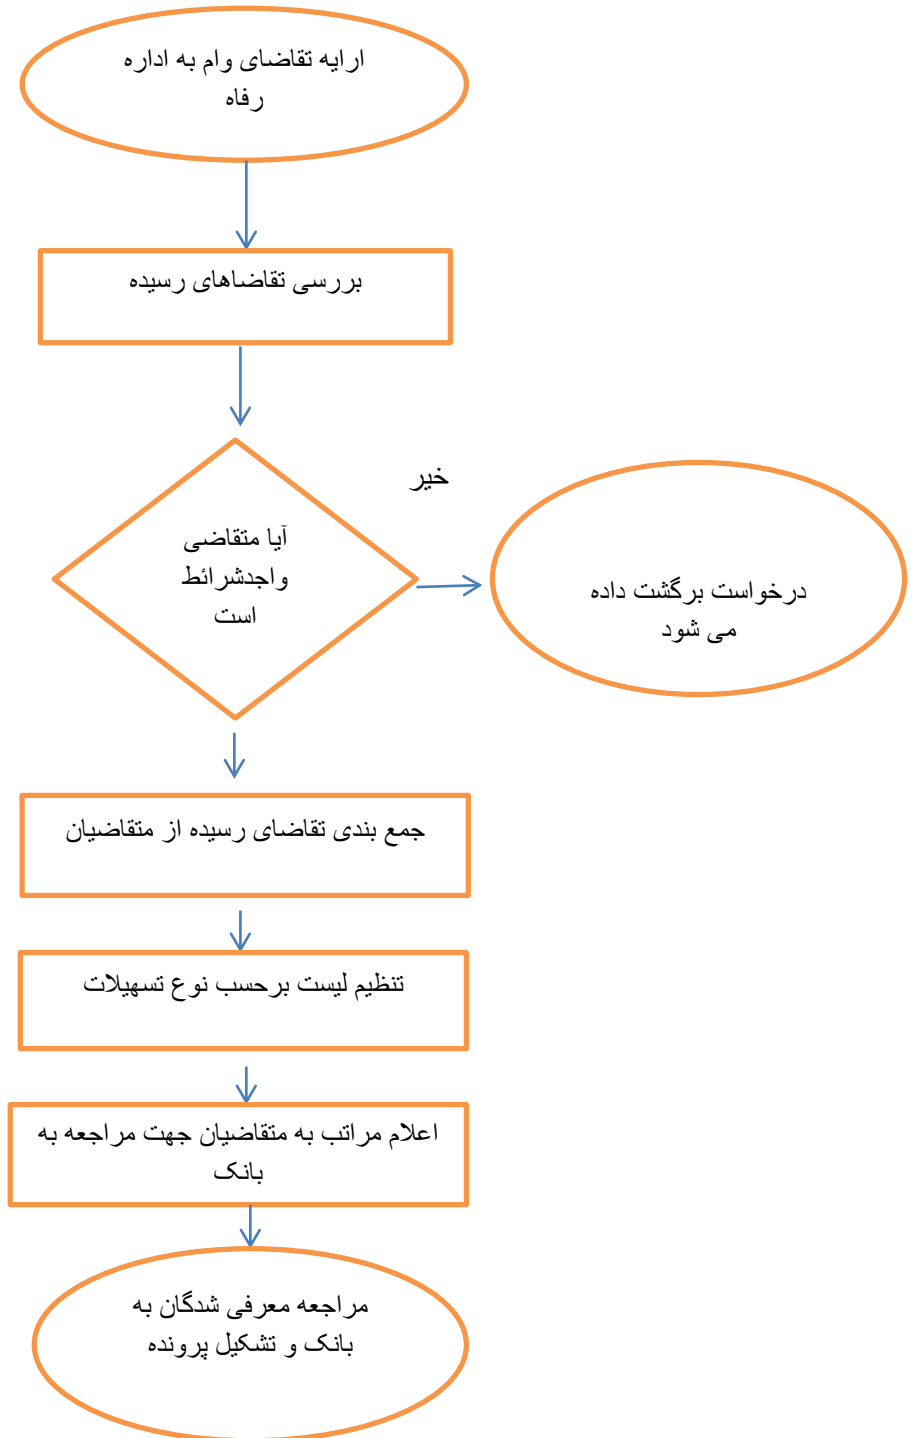 ارایه تقاضای وام به اداره
رفاه
بررسی تقاضاهای رسیده
خیر
آیا متقاضی
واجدشرائط
است
درخواست برگشت داده
می شود
جمع بندی تقاضای رسیده از متقاضیان
تنظیم لیست برحسب نوع تسهیلات
اعلام مراتب به متقاضیان جهت مراجعه به
بانک
مراجعه معرفی شدگان به
بانک و تشکیل پرونده